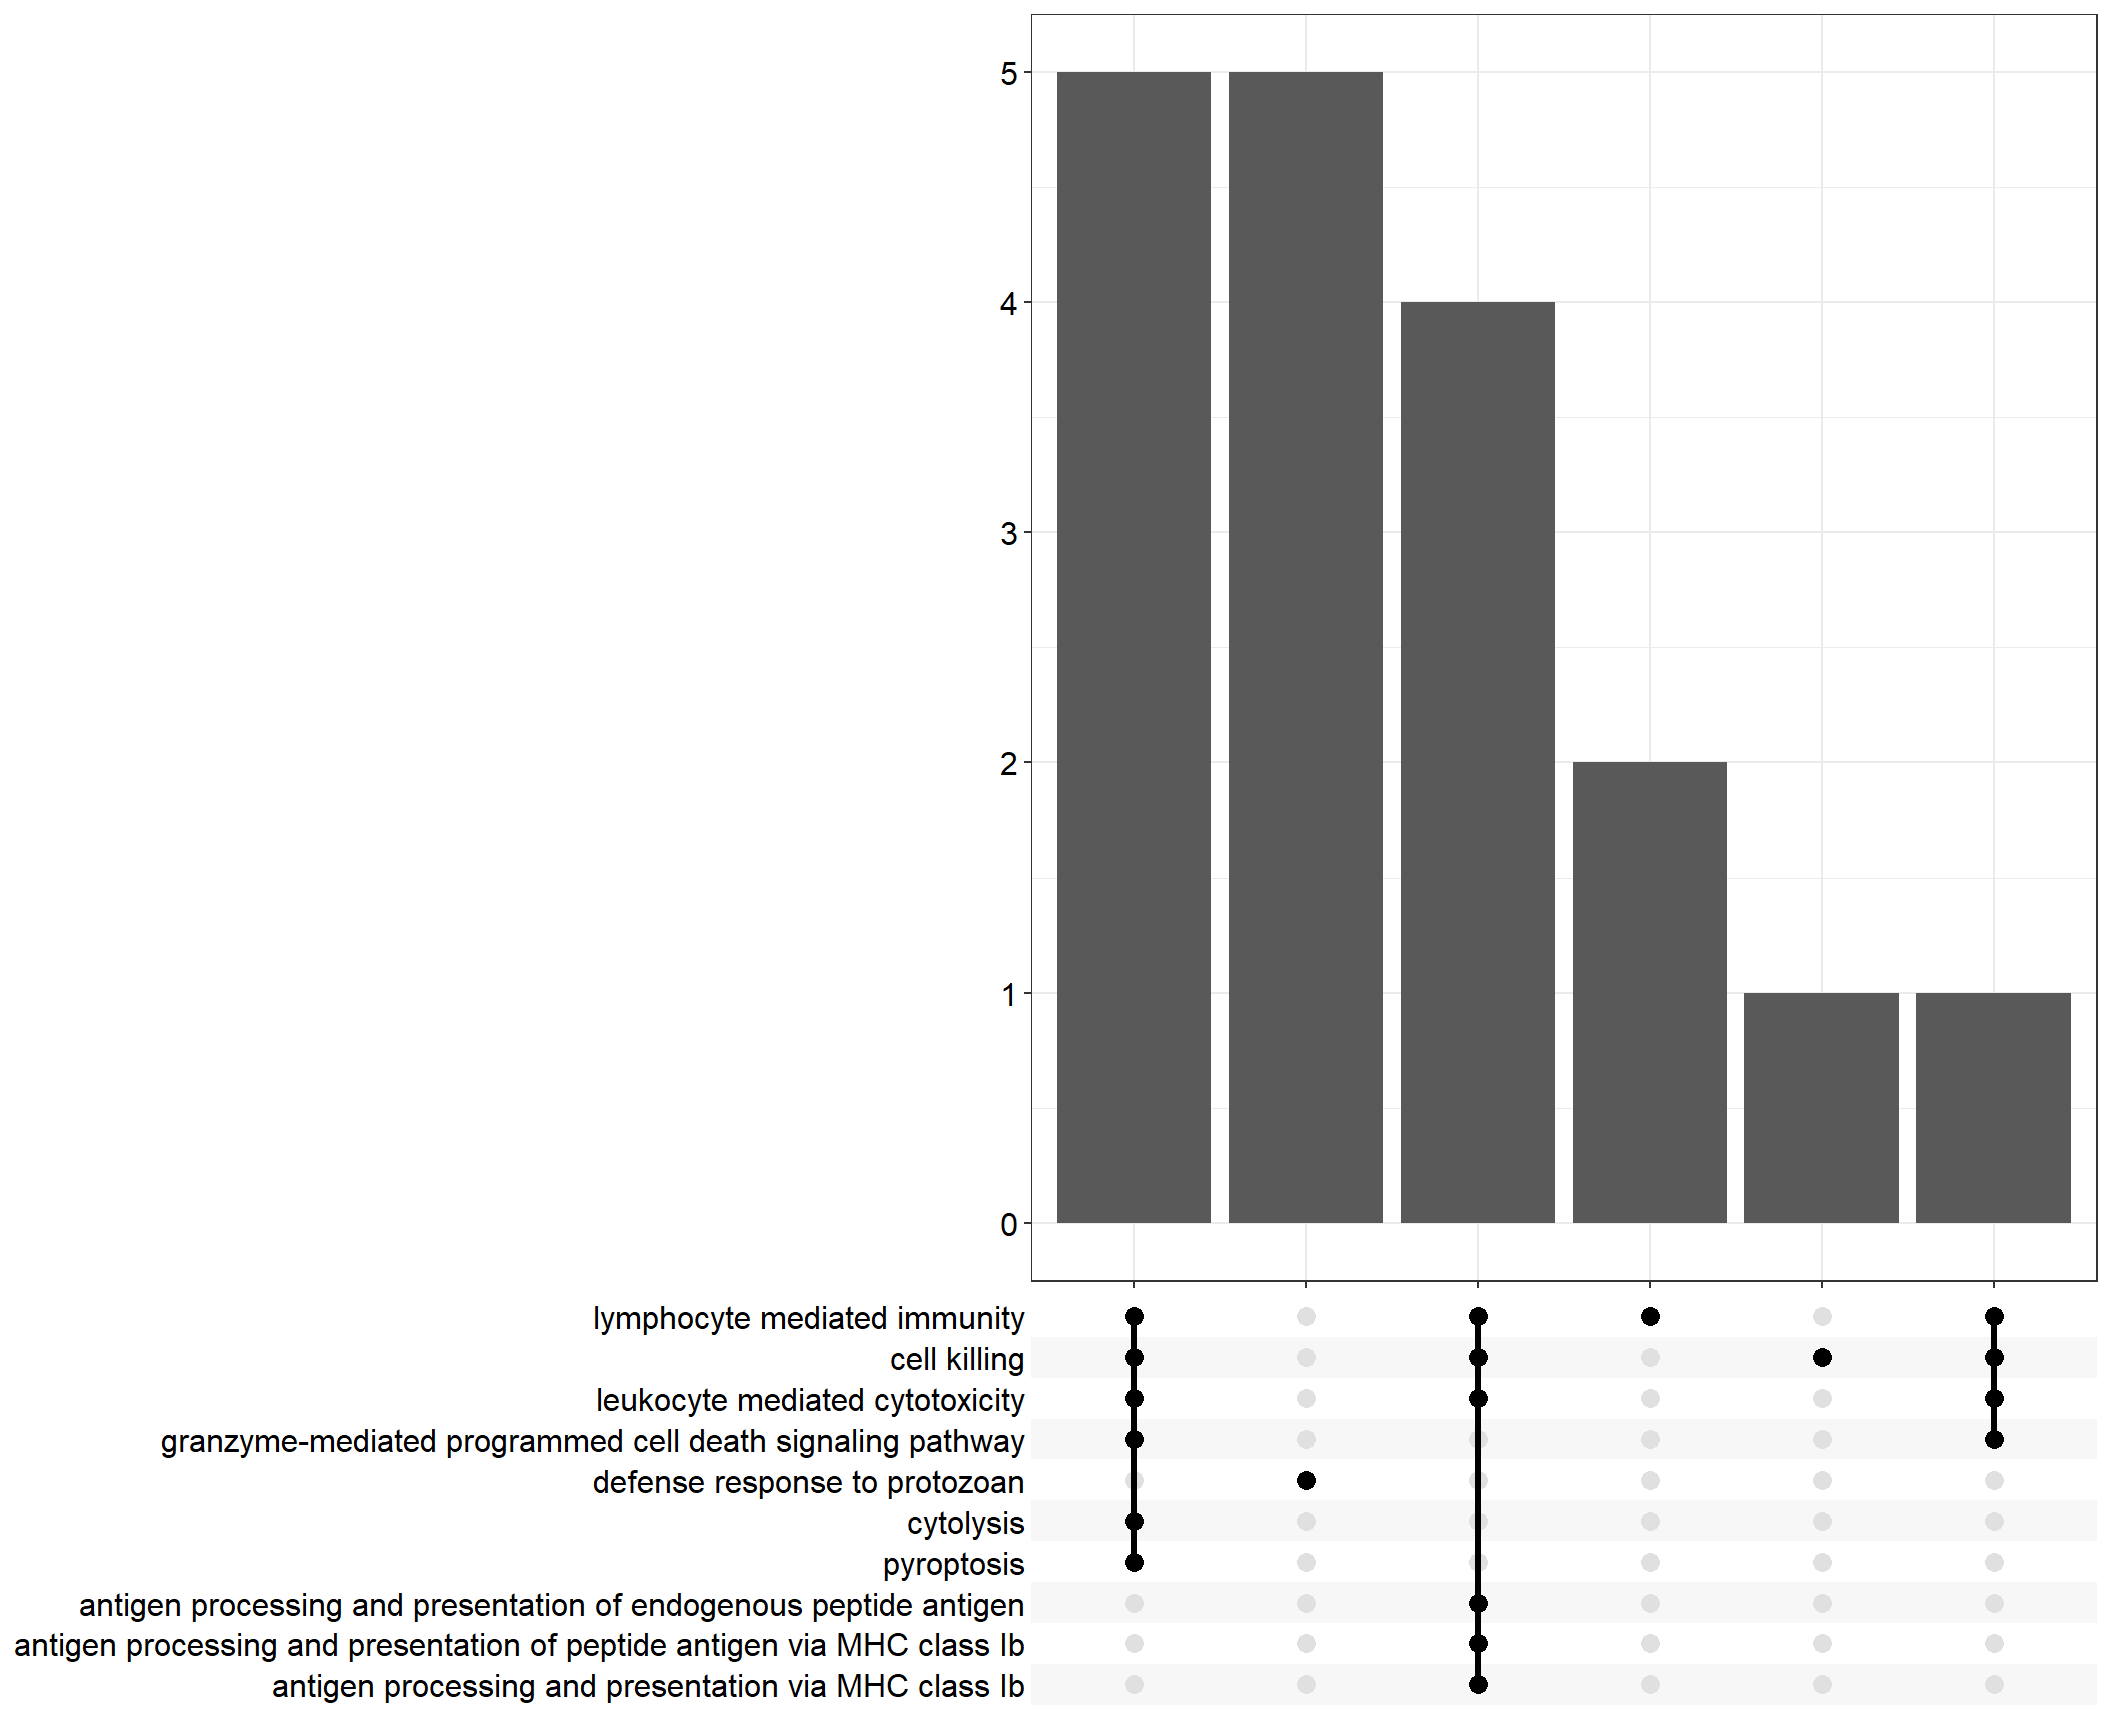 5
4
3
2
1
0
lymphocyte mediated immunity
cell killing
leukocyte mediated cytotoxicity
granzyme-mediated programmed cell death signaling pathway
defense response to protozoan
cytolysis
pyroptosis
antigen processing and presentation of endogenous peptide antigen
antigen processing and presentation of peptide antigen via MHC class Ib
antigen processing and presentation via MHC class Ib